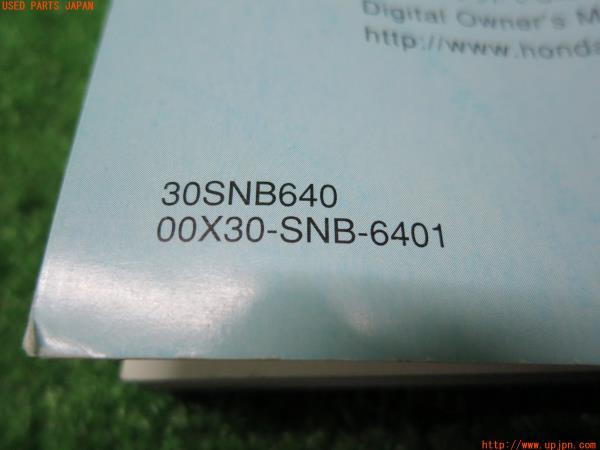 USED PARTS JAPAN
Digital Owner's M
http://www.honda
30SNB640
00X30-SNB-6401
http://www.upjpn.com